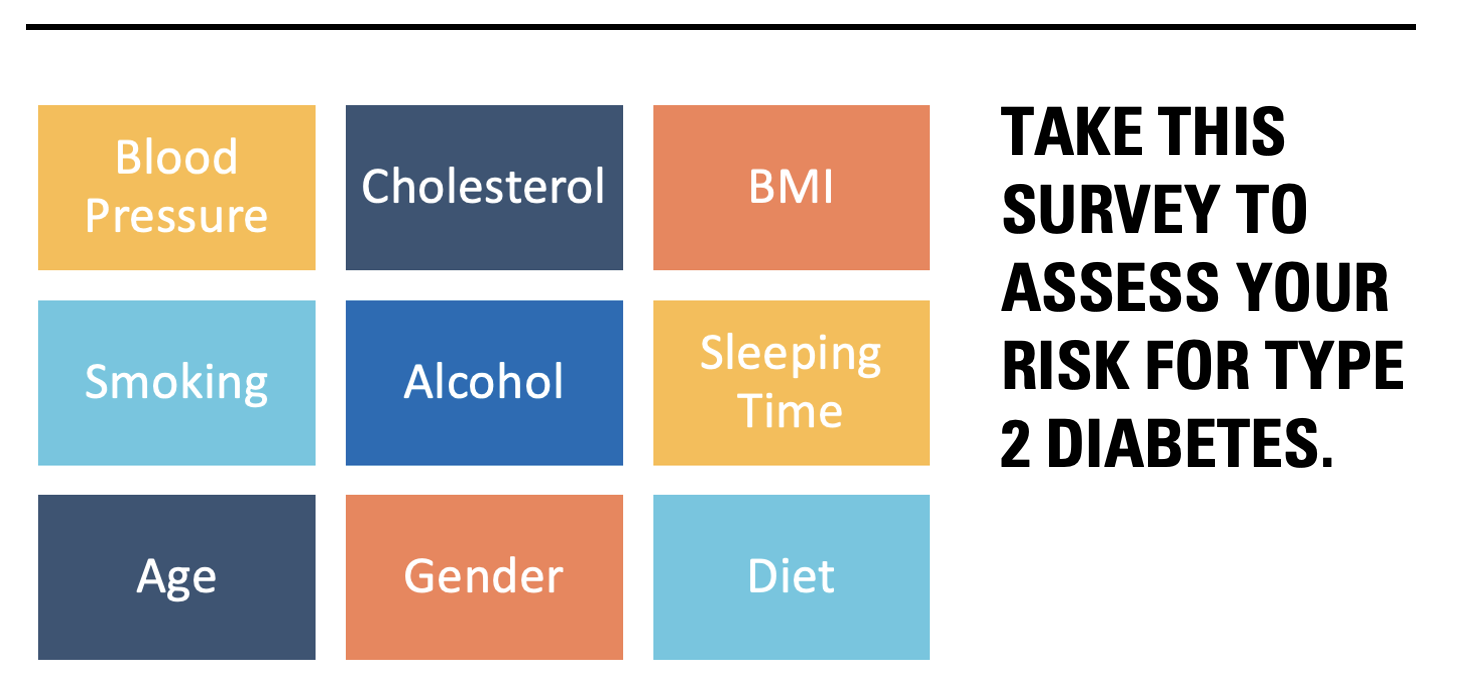 Blood
Pressure
Cholesterol
BMI
Smoking
Alcohol
Sleeping
Time
Age
Gender
Diet
TAKE THIS
SURVEY TO
ASSESS YOUR
RISK FOR TYPE
2 DIABETES.